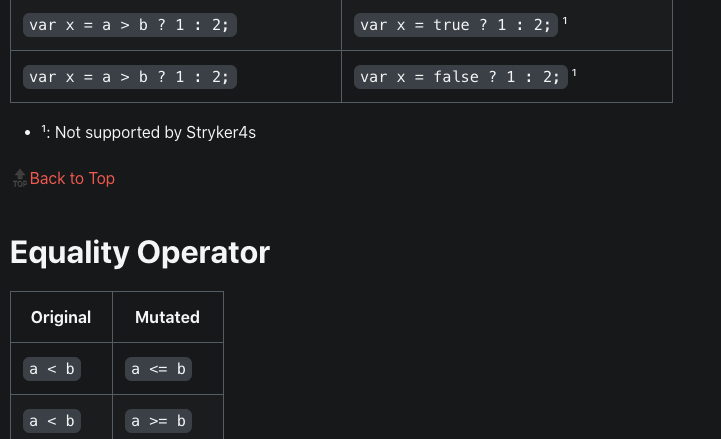 var x = a > b ? 1 : 2; var x = true ? 1 : 2; ¹
var x = a > b ? 1 : 2; var x = false ? 1 : 2; ¹
• ¹: Not supported by Stryker4s
TOP Back to Top
Equality Operator
Original Mutated
a < b a <= b
a < b a >= b